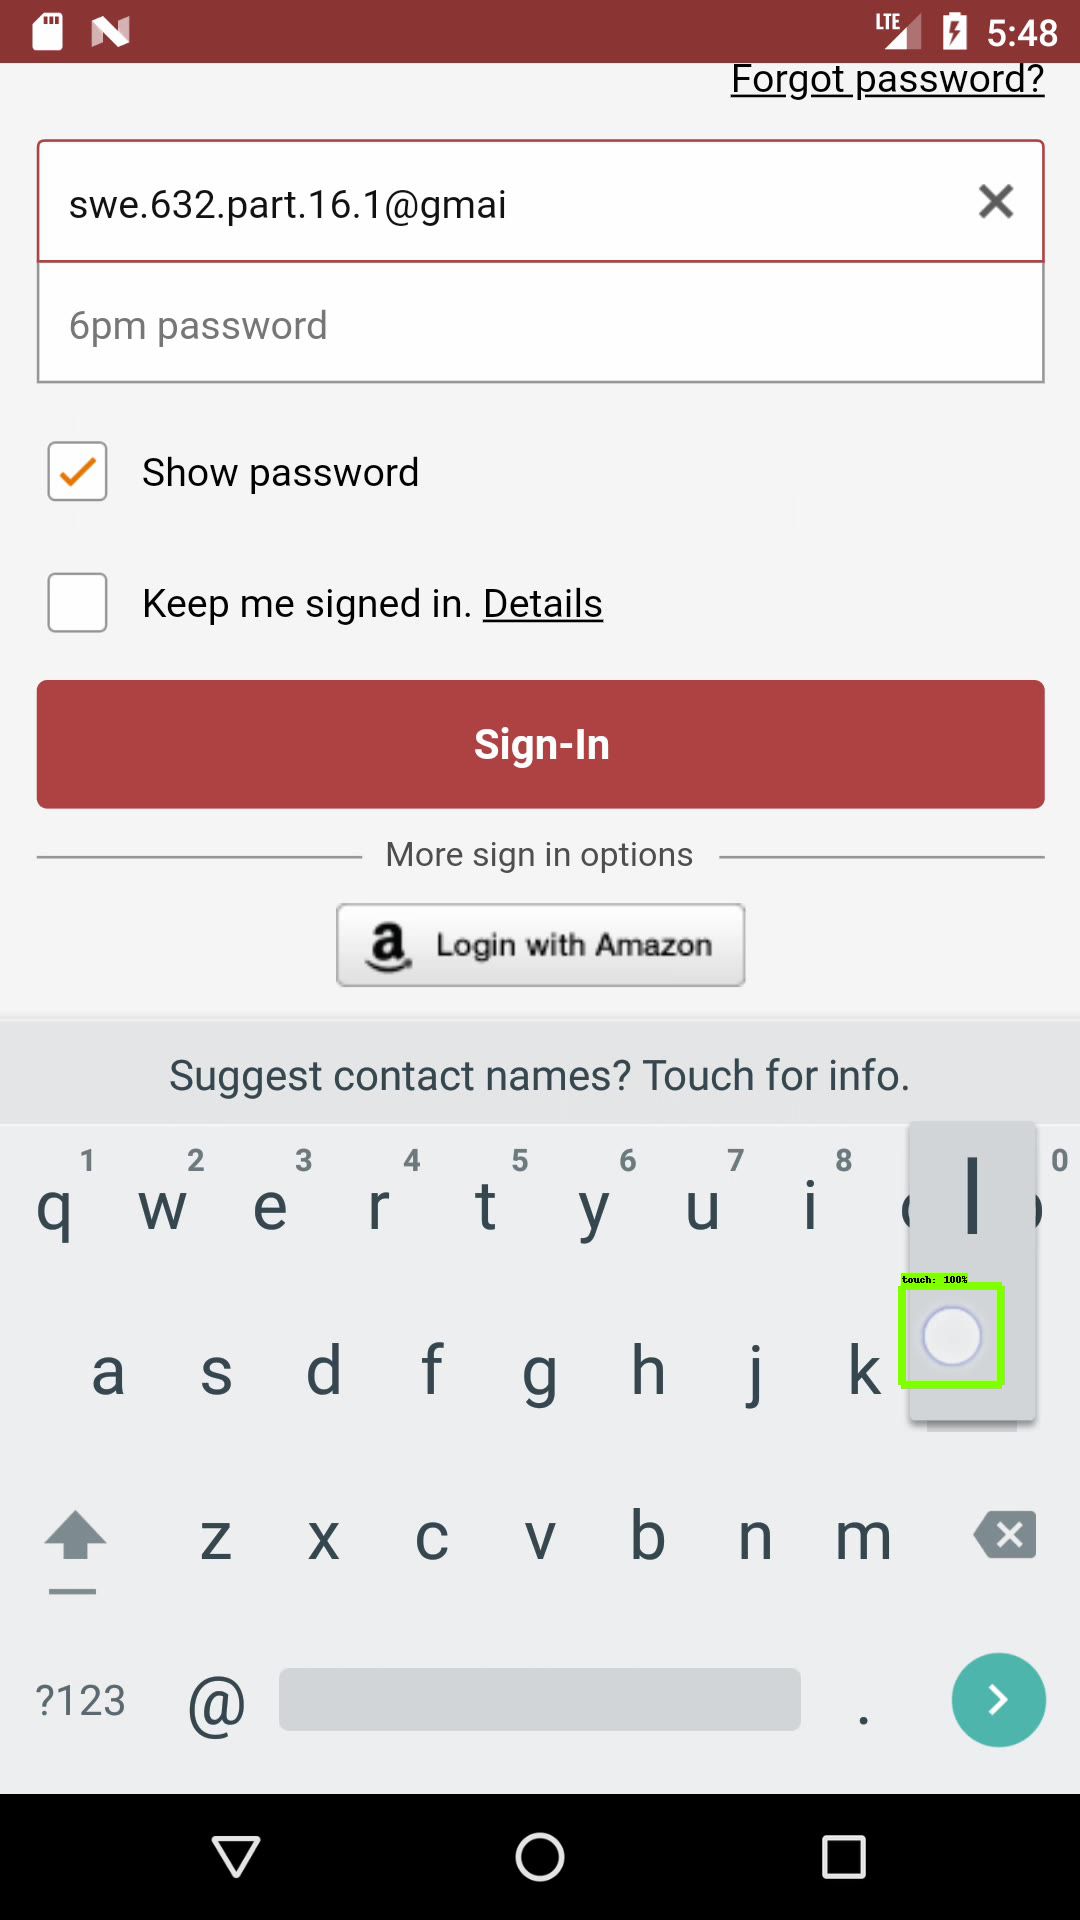 LTE 5:48
Forgot password?
swe.632.part.16.1@gmai
6pm password
Show password
Keep me signed in. Details
Sign-In
More sign in options
a Login with Amazon
Suggest contact names? Touch for info.
1 2 3 4 5 6 7 8 0
q w e r t y u i l
touch: 100%
a s d f g h j k
z x c v b n m
?123 @ .